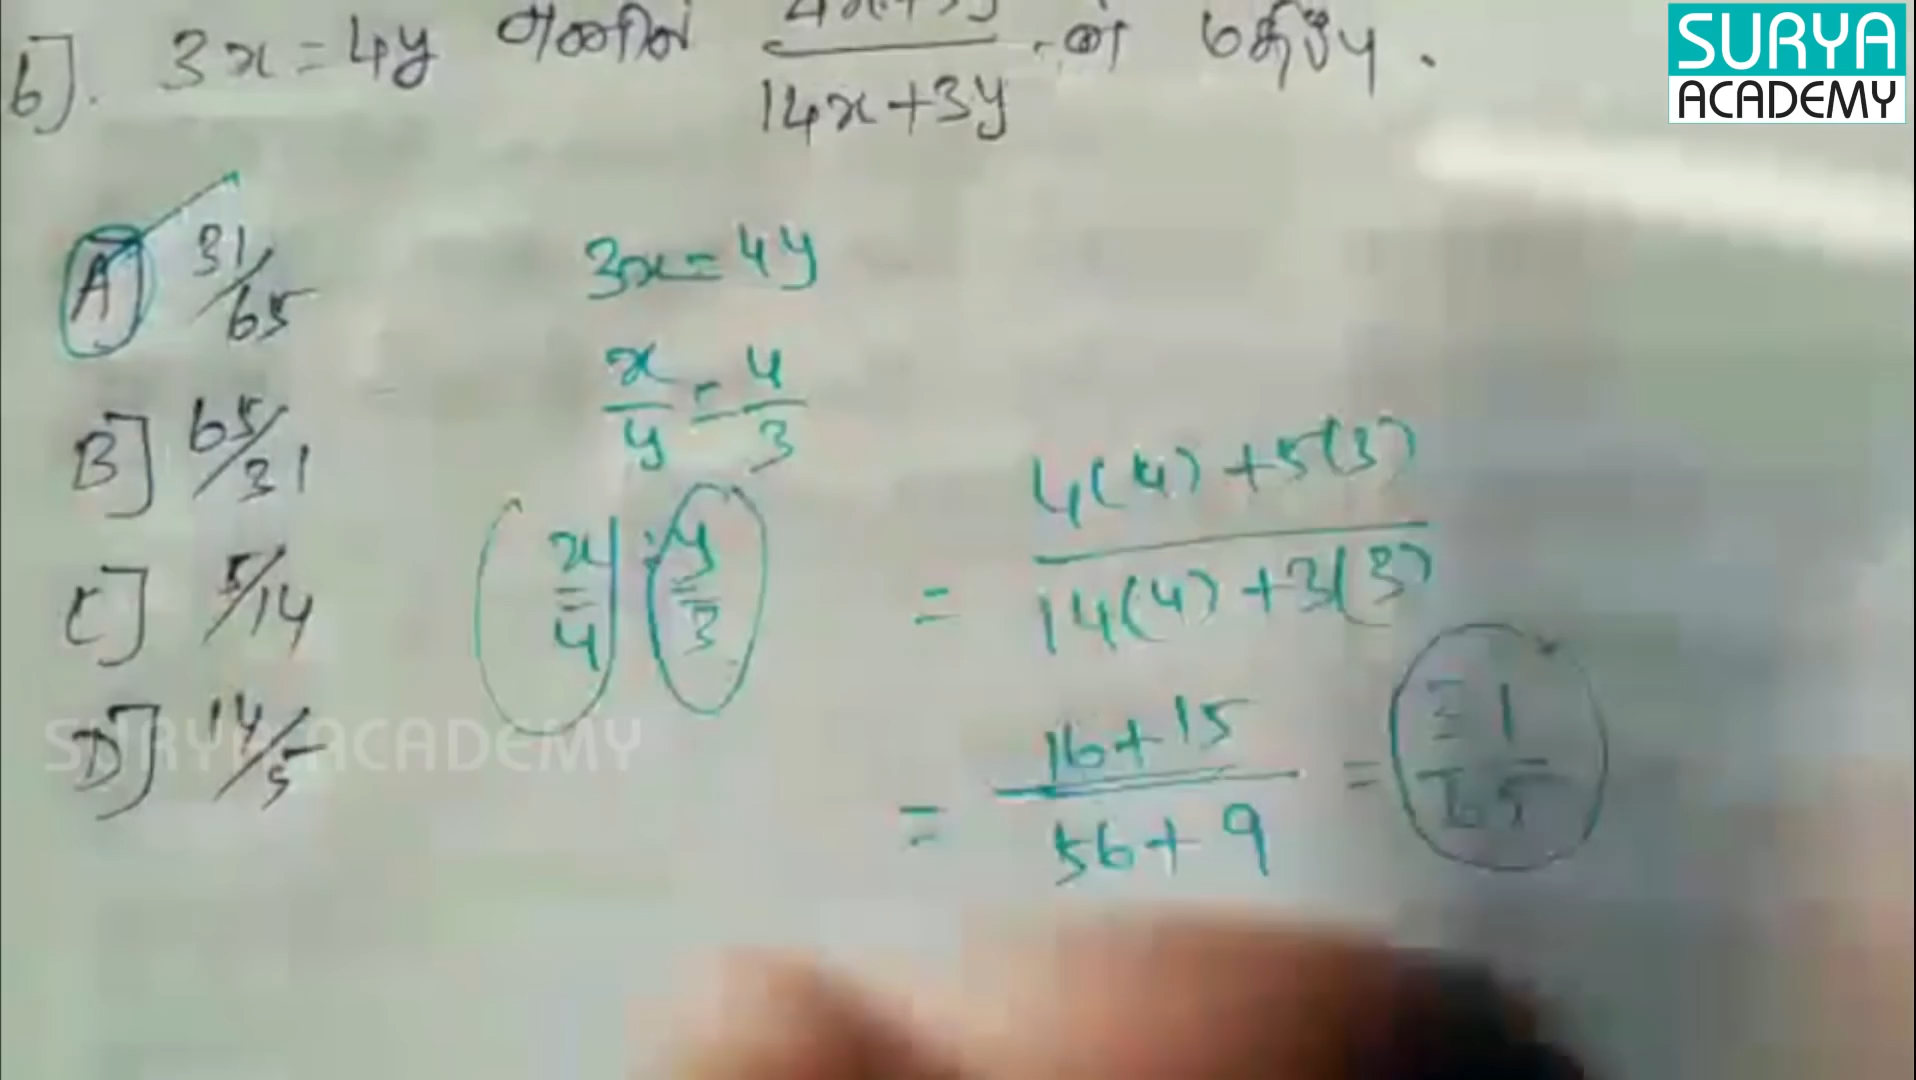 6]. 3x = 4y எனில் 4x+5y / 14x+3y -ன் மதிப்பு.
A] 31/65
B] 65/31
C] 5/14
D] 14/5
3x = 4y
x/y = 4/3
x = 4 | y = 3
= 4(4)+5(3) / 14(4)+3(3)
= 16+15 / 56+9 = 31/65
SURYA ACADEMY
SURYA
ACADEMY